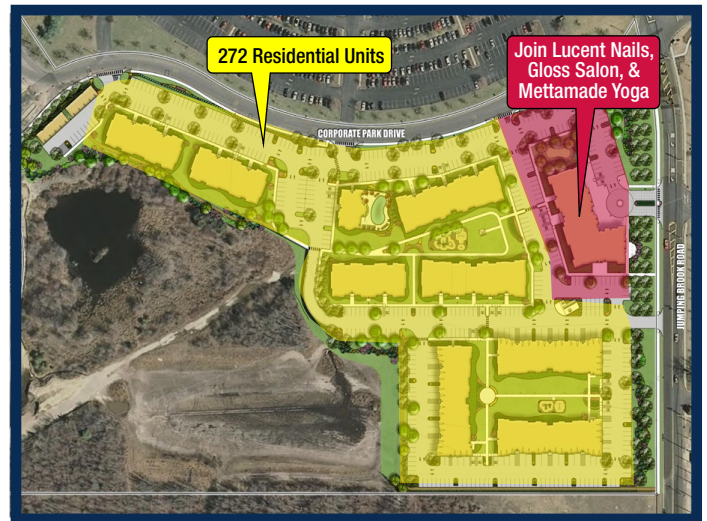 272 Residential Units
Join Lucent Nails,
Gloss Salon, &
Mettamade Yoga
CORPORATE PARK DRIVE
JUMPING BROOK ROAD